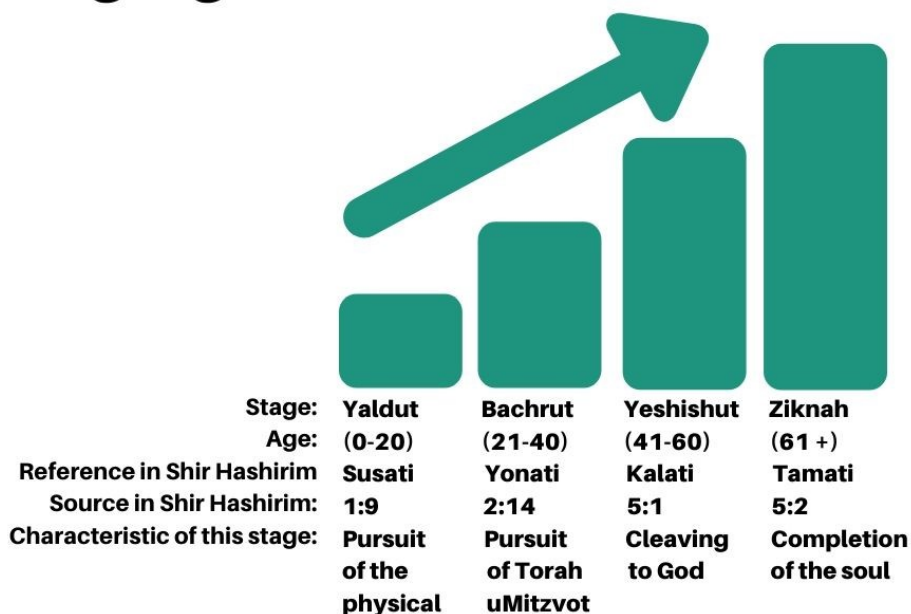 Stage: Yaldut Bachrut Yeshishut Ziknah
Age: (0-20) (21-40) (41-60) (61 +)
Reference in Shir Hashirim Susati Yonati Kalati Tamati
Source in Shir Hashirim: 1:9 2:14 5:1 5:2
Characteristic of this stage: Pursuit Pursuit Cleaving Completion
of the of Torah to God of the soul
physical uMitzvot